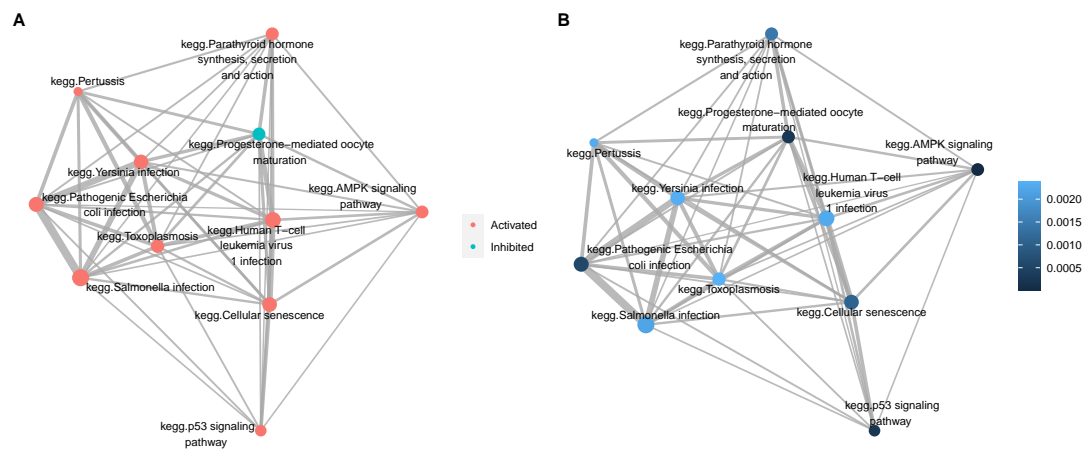 A
kegg.Parathyroid hormone
synthesis, secretion
and action
kegg.Pertussis
kegg.Progesterone−mediated oocyte
maturation
kegg.Yersinia infection
kegg.AMPK signaling
pathway
kegg.Pathogenic Escherichia
coli infection
kegg.Toxoplasmosis
kegg.Human T−cell
leukemia virus
1 infection
kegg.Salmonella infection
kegg.Cellular senescence
kegg.p53 signaling
pathway
Activated
Inhibited
B
kegg.Parathyroid hormone
synthesis, secretion
and action
kegg.Progesterone−mediated oocyte
maturation
kegg.Pertussis
kegg.AMPK signaling
pathway
kegg.Yersinia infection
kegg.Human T−cell
leukemia virus
1 infection
kegg.Pathogenic Escherichia
coli infection
kegg.Toxoplasmosis
kegg.Salmonella infection
kegg.Cellular senescence
kegg.p53 signaling
pathway
0.0020
0.0015
0.0010
0.0005